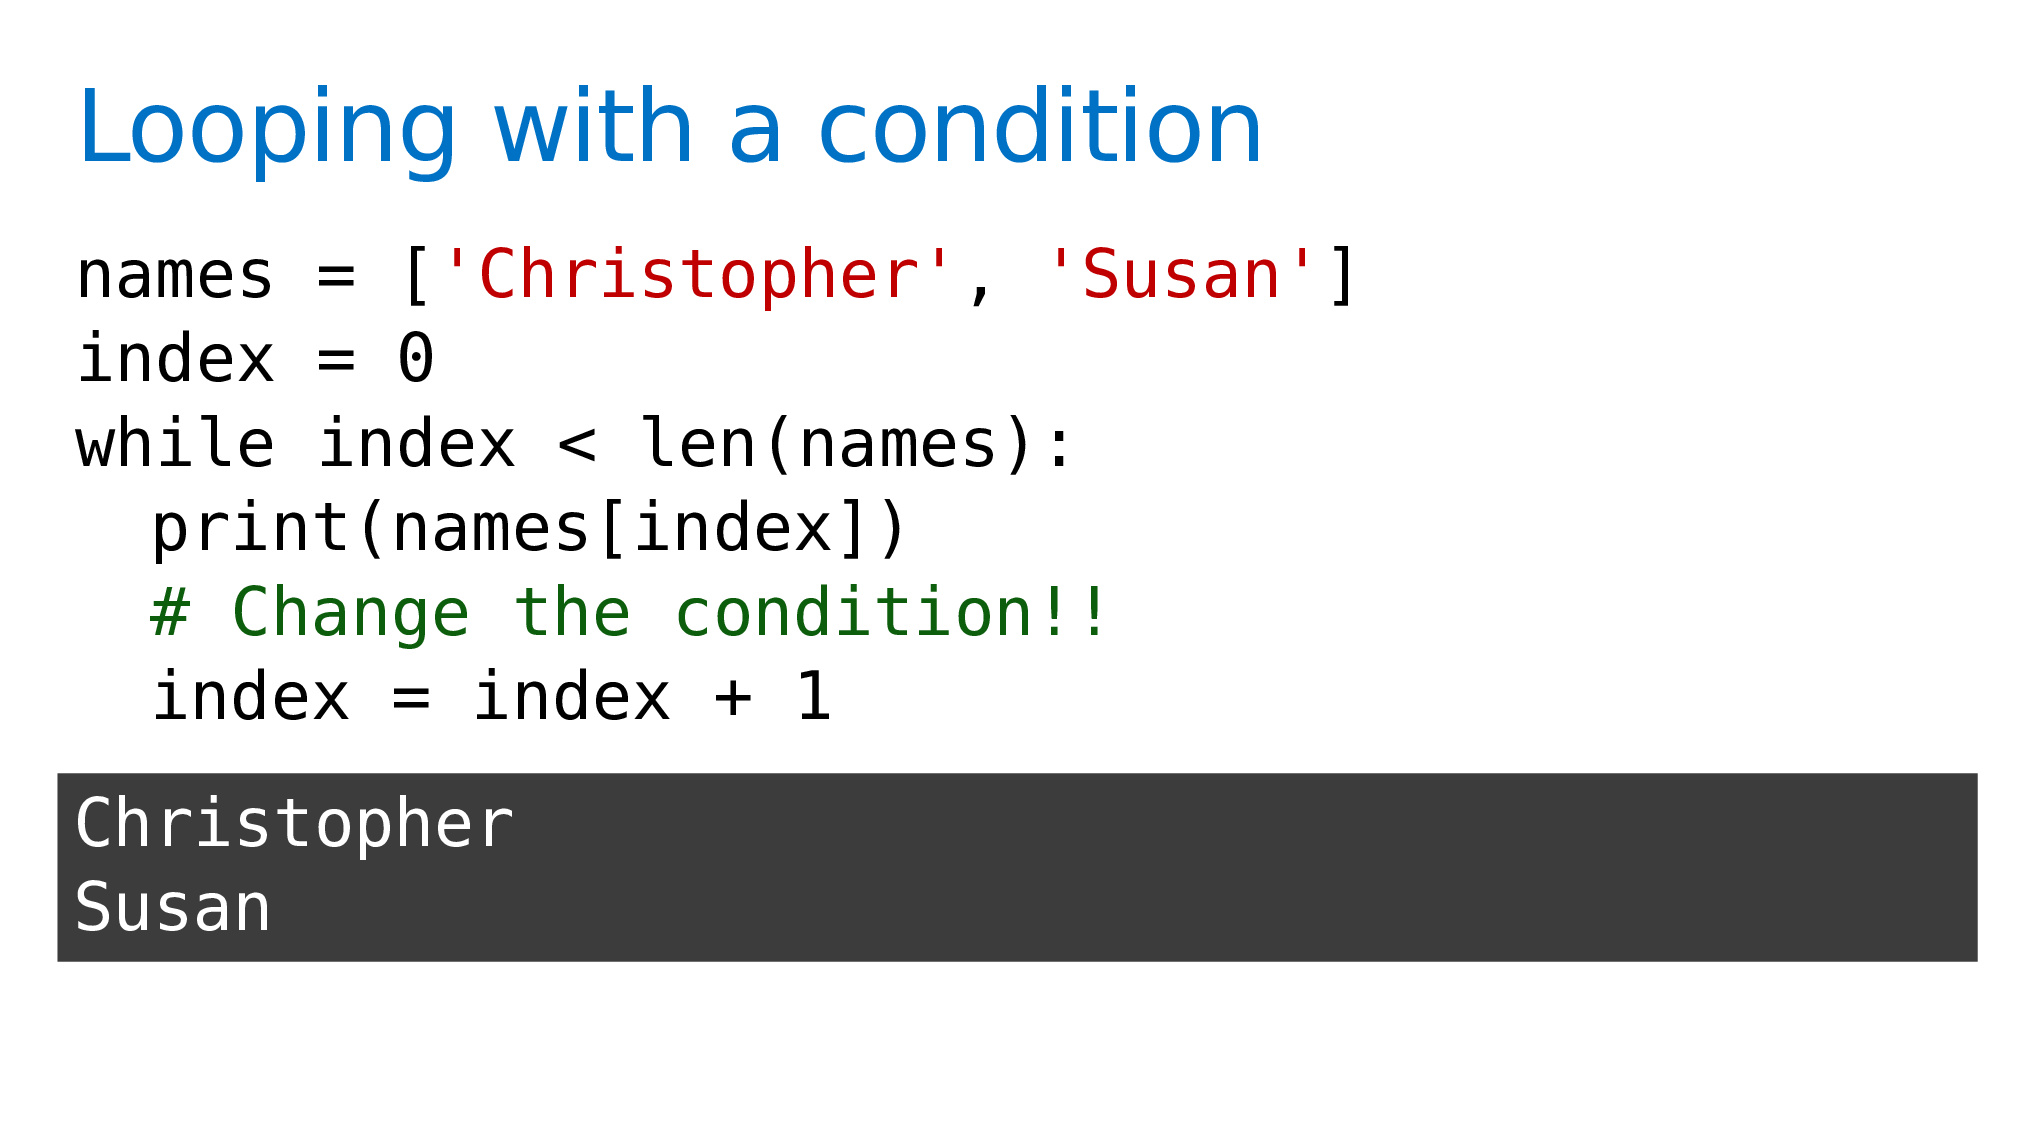 Looping with a condition
names = ['Christopher', 'Susan']
index = 0
while index < len(names):
  print(names[index])
  # Change the condition!!
  index = index + 1
Christopher
Susan